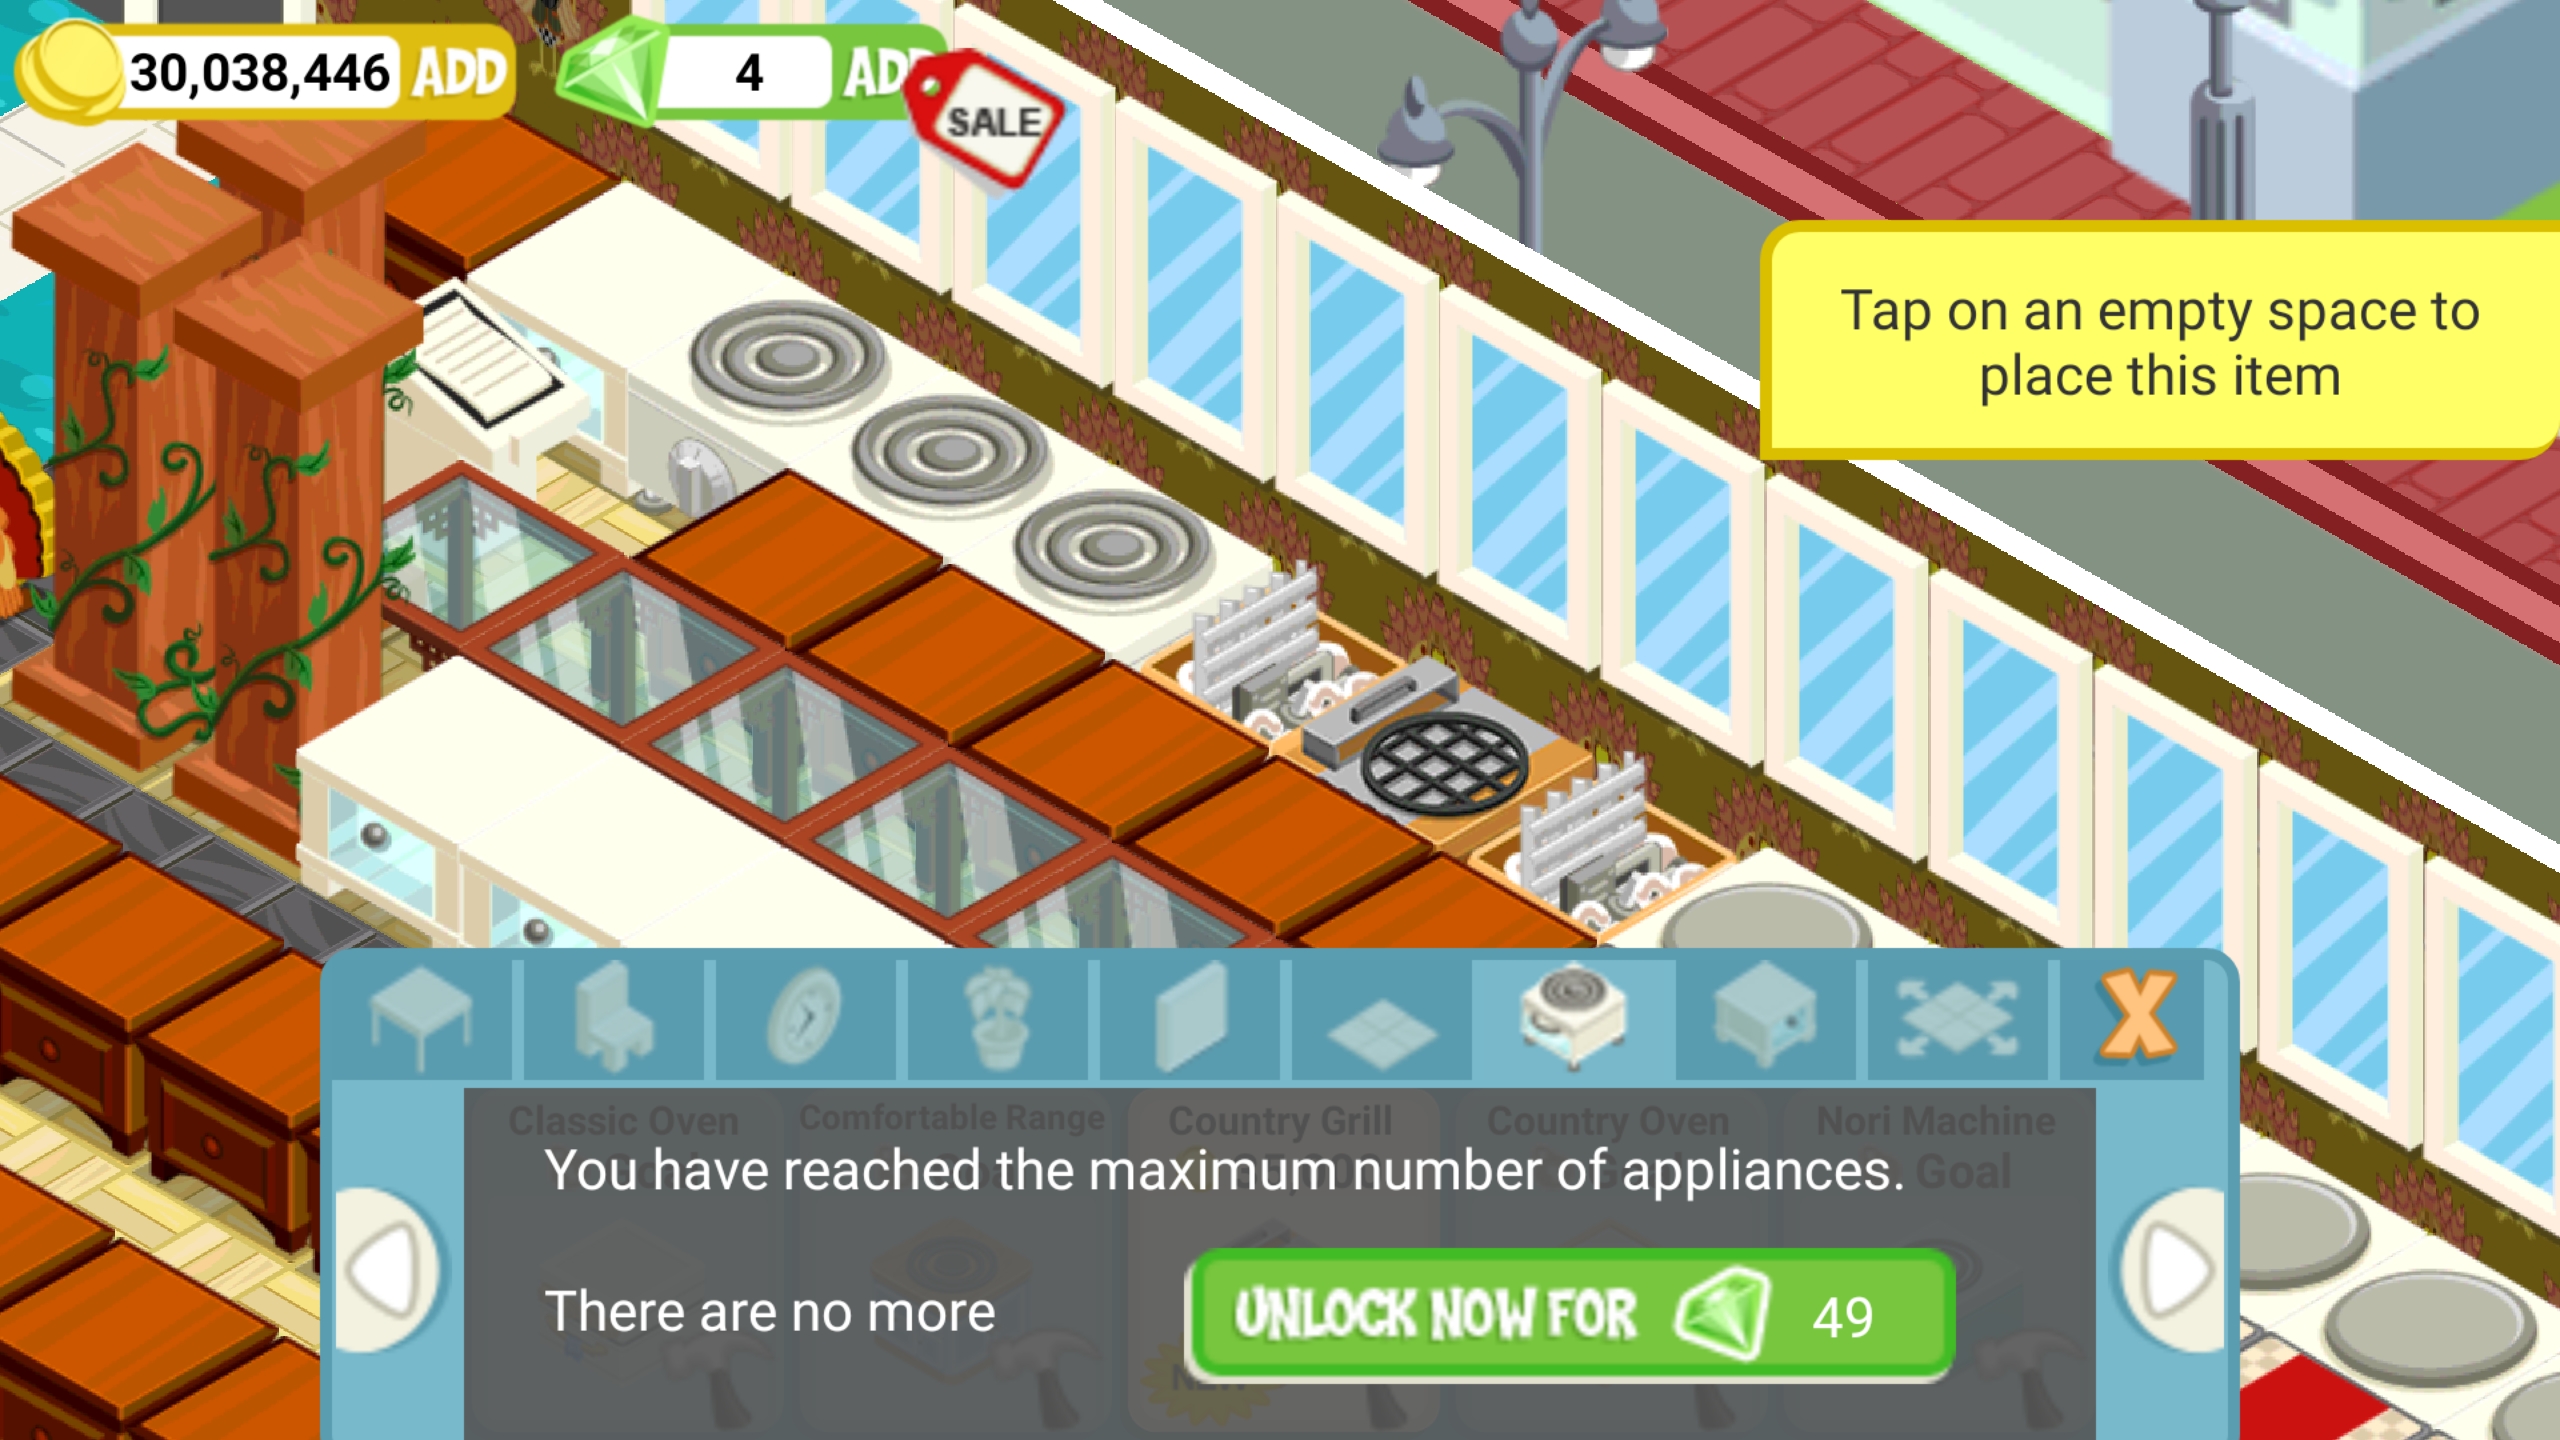 30,038,446 ADD
4 ADD
SALE
Tap on an empty space to
place this item
Classic Oven
Comfortable Range
Country Grill
Country Oven
Nori Machine
Goal
You have reached the maximum number of appliances.
There are no more
UNLOCK NOW FOR 49
NEW